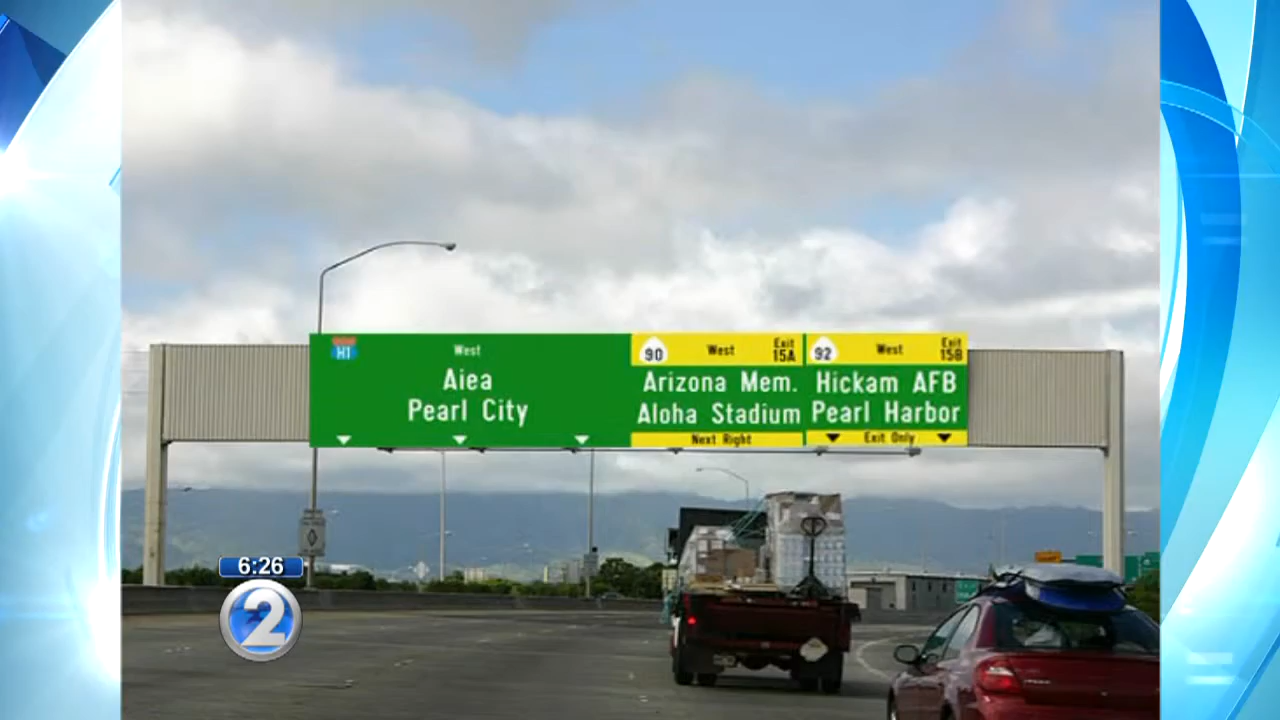 H1
West
Aiea
Pearl City
90 West Exit 15A
Arizona Mem.
Aloha Stadium
Next Right
92 West Exit 15B
Hickam AFB
Pearl Harbor
Exit Only
6:26
2